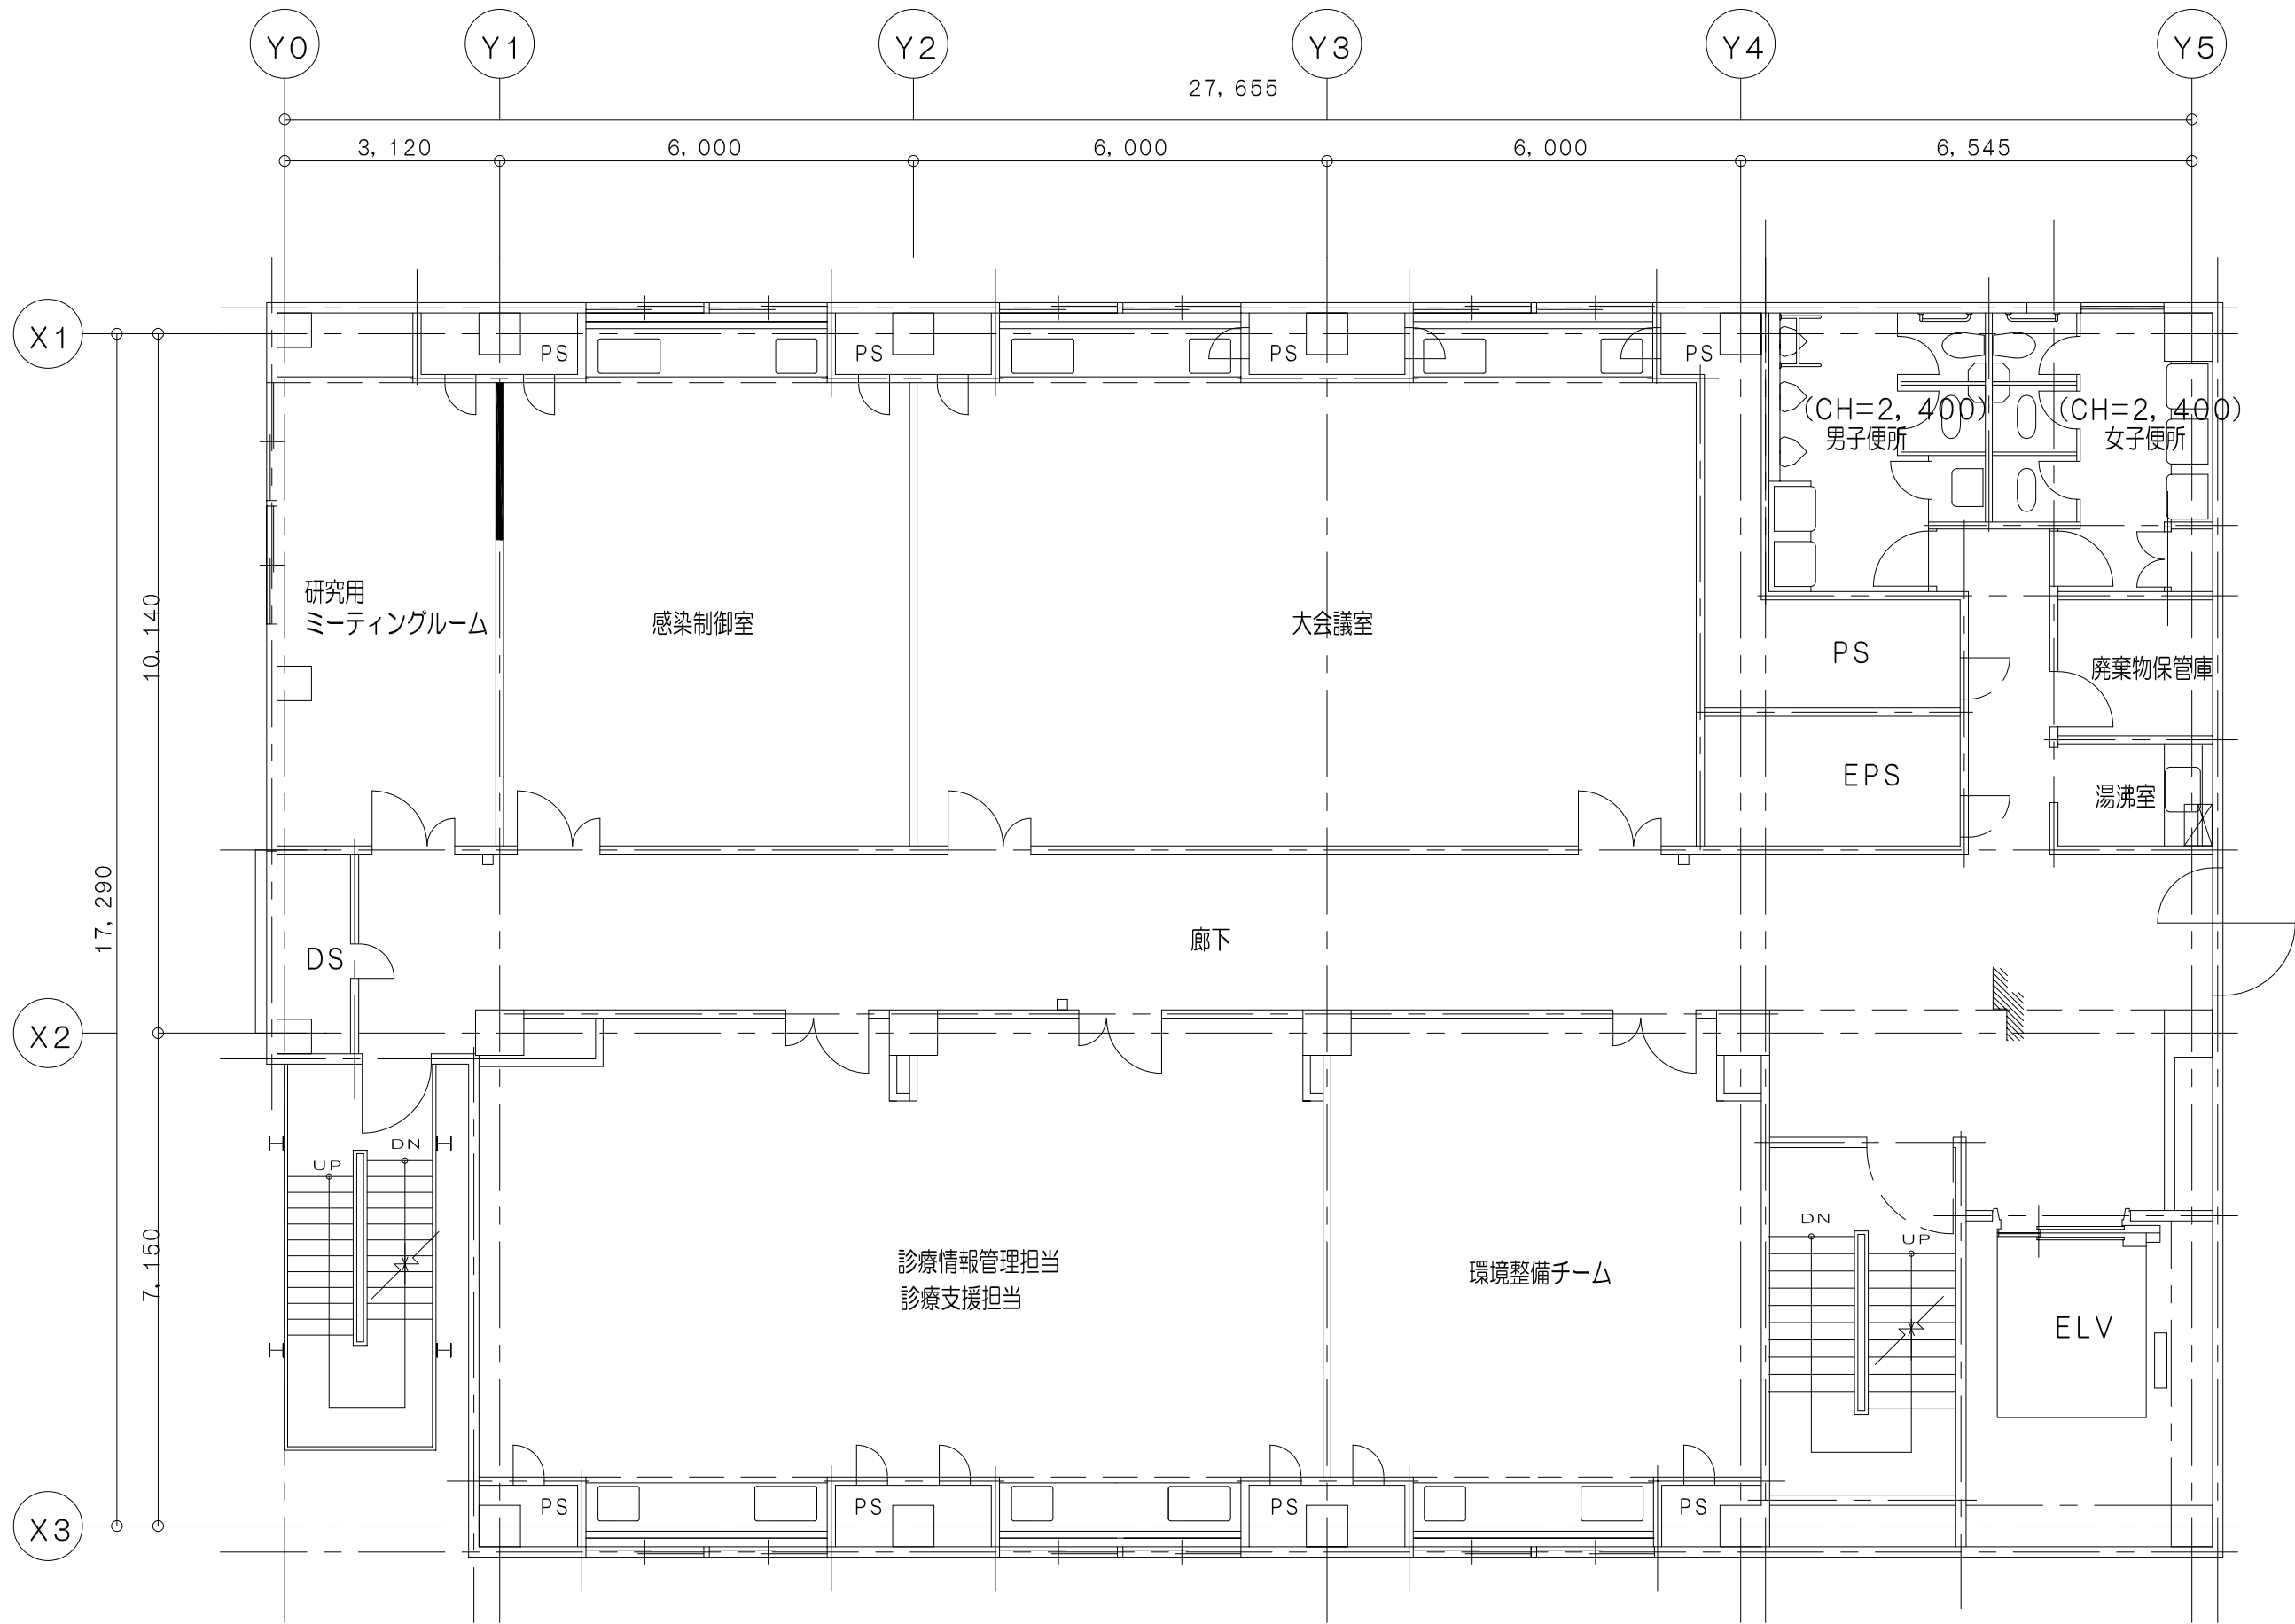 Y0
Y1
Y2
Y3
Y4
Y5
27,655
3,120
6,000
6,000
6,000
6,545
X1
PS
PS
PS
PS
(CH=2,400)
男子便所
(CH=2,400)
女子便所
10,140
研究用
ミーティングルーム
感染制御室
大会議室
PS
廃棄物保管庫
EPS
湯沸室
17,290
DS
廊下
X2
UP
DN
7,150
診療情報管理担当
診療支援担当
環境整備チーム
DN
UP
ELV
PS
PS
PS
PS
X3